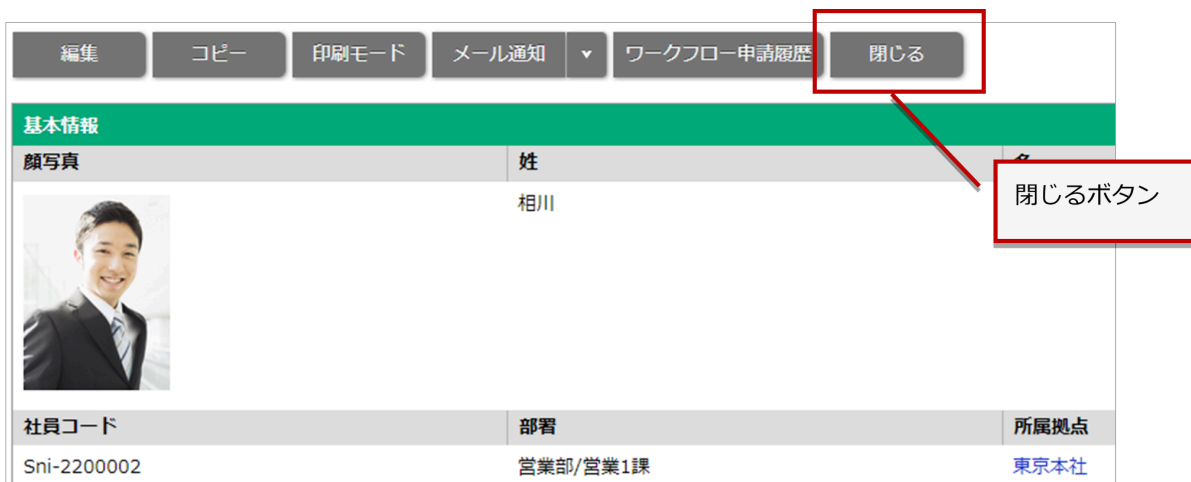 編集 コピー 印刷モード メール通知 ▼ ワークフロー申請履歴 閉じる
基本情報
顔写真 姓
閉じるボタン
相川
社員コード 部署 所属拠点
Sni-2200002 営業部/営業1課 東京本社